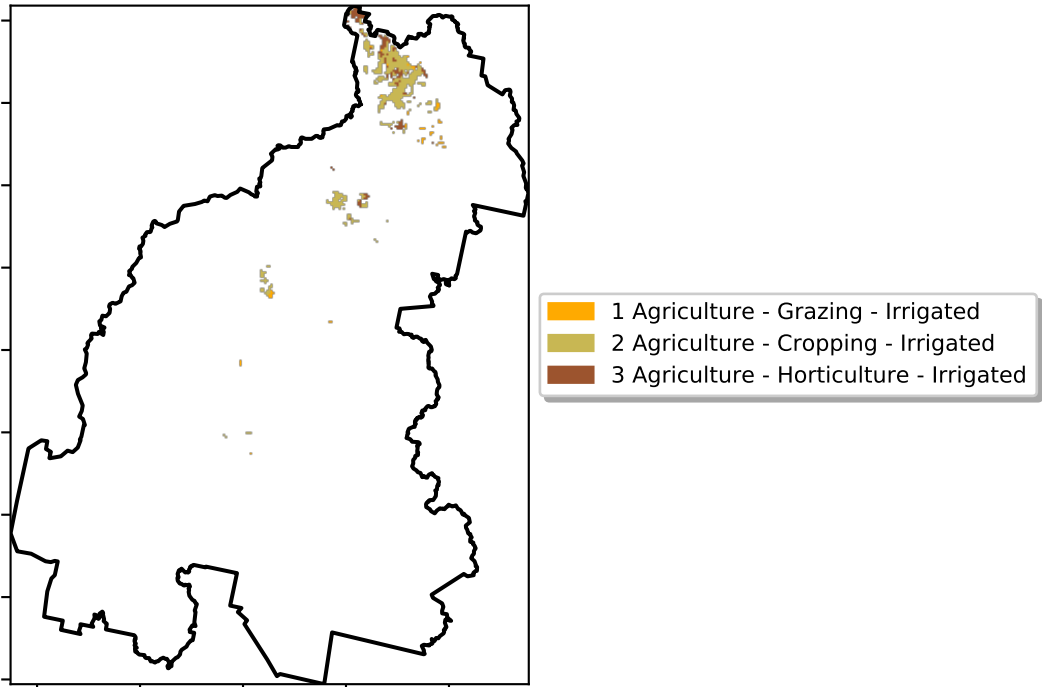 1 Agriculture - Grazing - Irrigated
2 Agriculture - Cropping - Irrigated
3 Agriculture - Horticulture - Irrigated